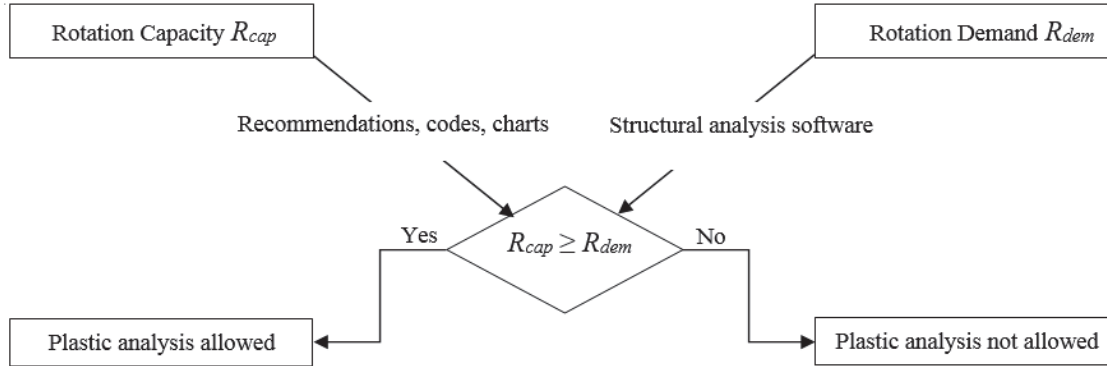 Rotation Capacity Rcap
Rotation Demand Rdem
Recommendations, codes, charts
Structural analysis software
Yes
Rcap ≥ Rdem
No
Plastic analysis allowed
Plastic analysis not allowed